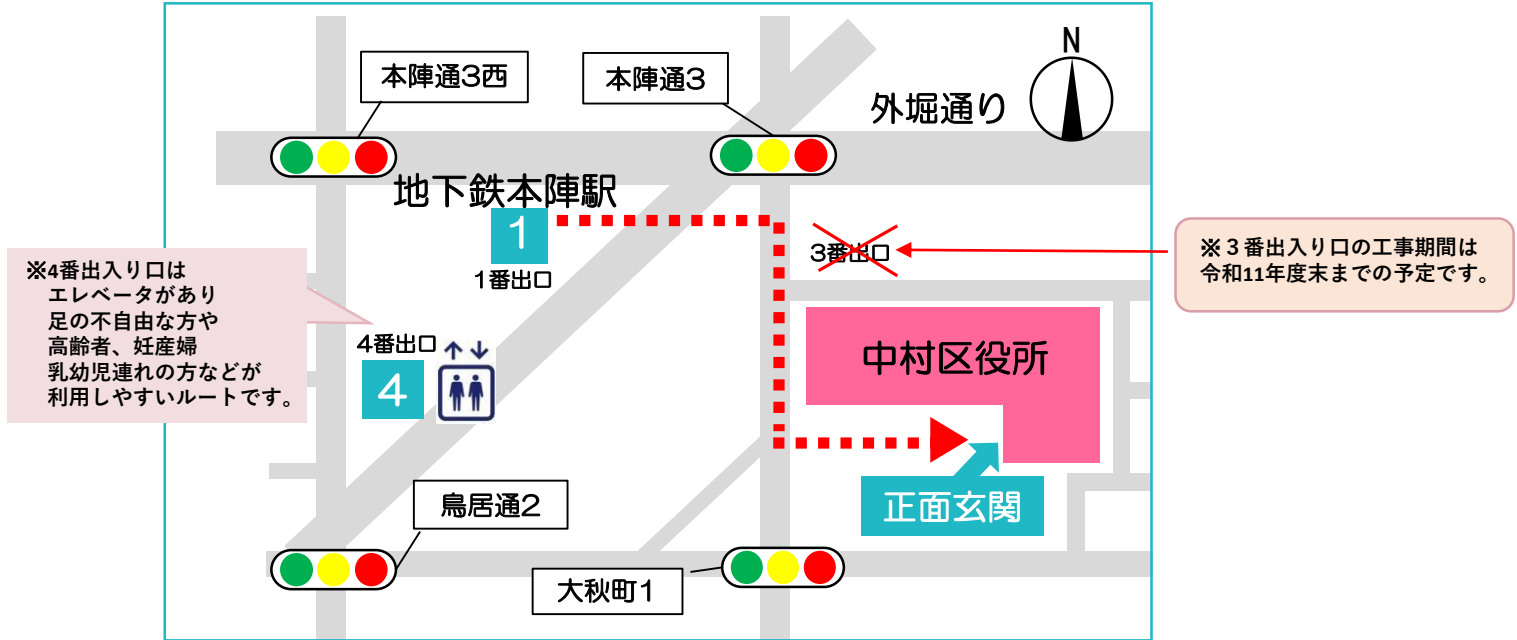 N
本陣通3西
本陣通3
外堀通り
地下鉄本陣駅
1
1番出口
3番出口
※３番出入り口の工事期間は
令和11年度末までの予定です。
※4番出入り口は
エレベータがあり
足の不自由な方や
高齢者、妊産婦
乳幼児連れの方などが
利用しやすいルートです。
4番出口
4
中村区役所
正面玄関
鳥居通2
大秋町1